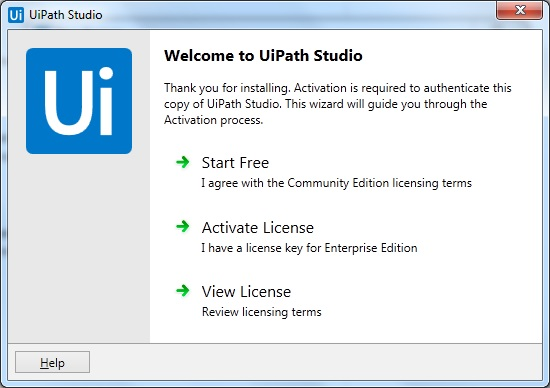 Ui UiPath Studio
Ui
Welcome to UiPath Studio
Thank you for installing. Activation is required to authenticate this
copy of UiPath Studio. This wizard will guide you through the
Activation process.
Start Free
I agree with the Community Edition licensing terms
Activate License
I have a license key for Enterprise Edition
View License
Review licensing terms
Help